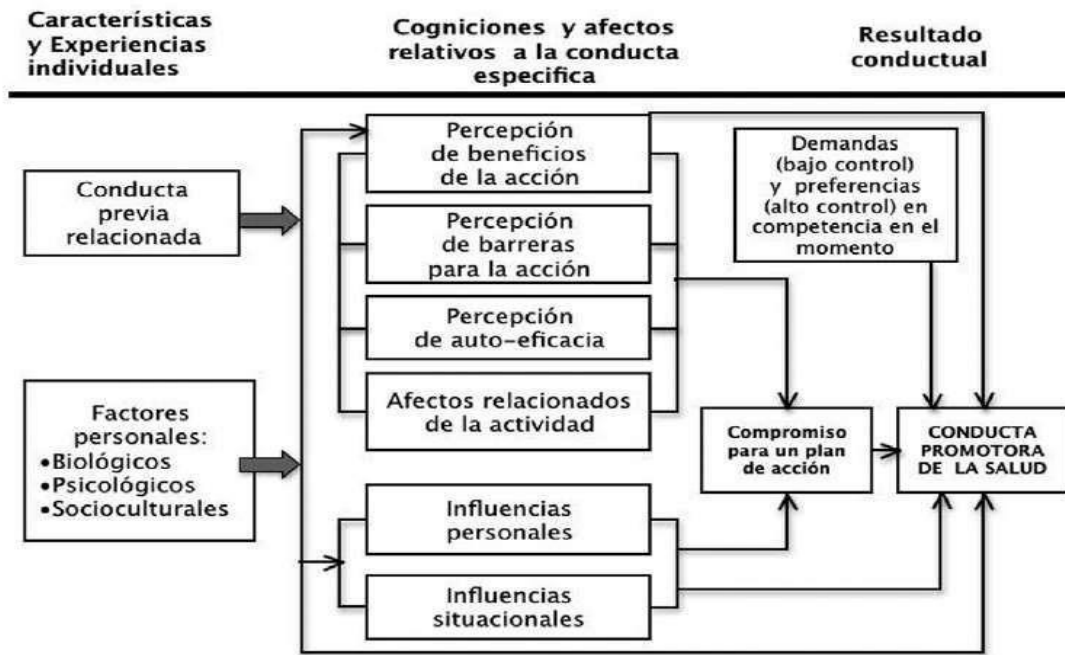 Características
y Experiencias
individuales
Cogniciones y afectos
relativos a la conducta
especifica
Resultado
conductual
Conducta
previa
relacionada
Factores
personales:
•Biológicos
•Psicológicos
•Socioculturales
Percepción
de beneficios
de la acción
Percepción
de barreras
para la acción
Percepción
de auto-eficacia
Afectos relacionados
de la actividad
Influencias
personales
Influencias
situacionales
Demandas
(bajo control)
y preferencias
(alto control) en
competencia en el
momento
Compromiso
para un plan
de acción
CONDUCTA
PROMOTORA
DE LA SALUD